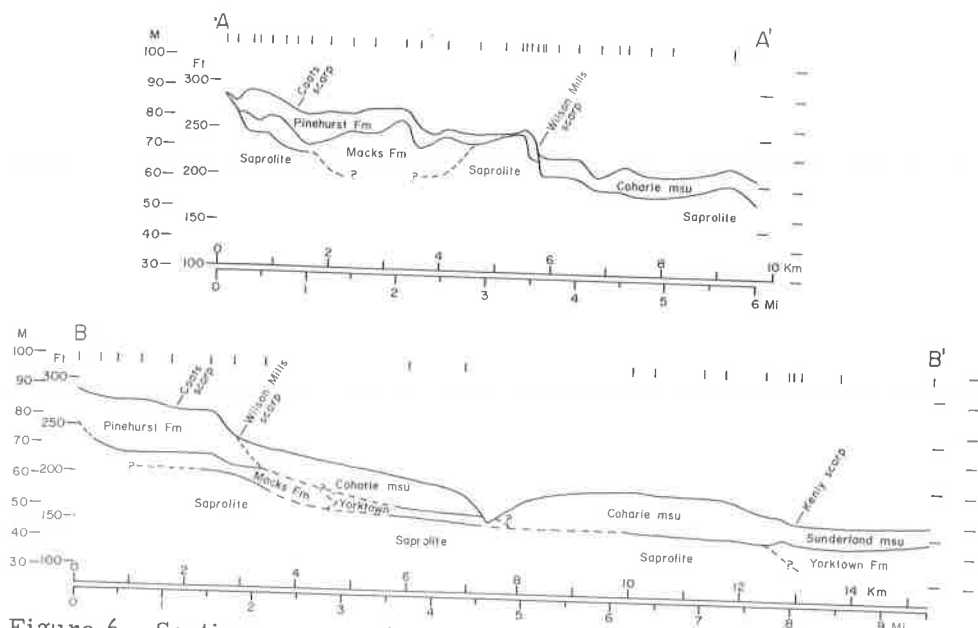 A
A'
M
100
90
80
70
60
50
40
30
Ft
300
250
200
150
100
Coats scarp
Wilson Mills scarp
Pinehurst Fm
Macks Fm
Saprolite
Saprolite
? ?
Coharie msu
Saprolite
0 2 4 6 8 10 Km
0 1 2 3 4 5 6 Mi
B
B'
M
100
90
80
70
60
50
40
30
Ft
300
250
200
150
100
Coats scarp
Wilson Mills scarp
Kenly scarp
Pinehurst Fm
?
Macks Fm
?
Coharie msu
Yorktown
?
Saprolite
Saprolite
Coharie msu
Saprolite
Sunderland msu
?
Yorktown Fm
0 2 4 6 8 10 12 14 Km
0 1 2 3 4 5 6 7 8 9 Mi
Figure 6